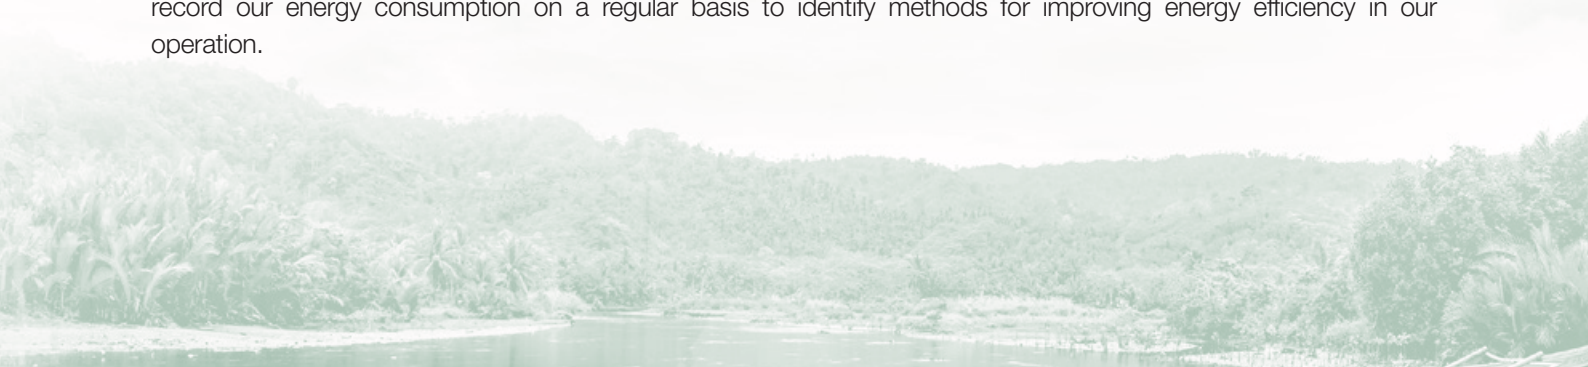 record our energy consumption on a regular basis to identify methods for improving energy efficiency in our
operation.